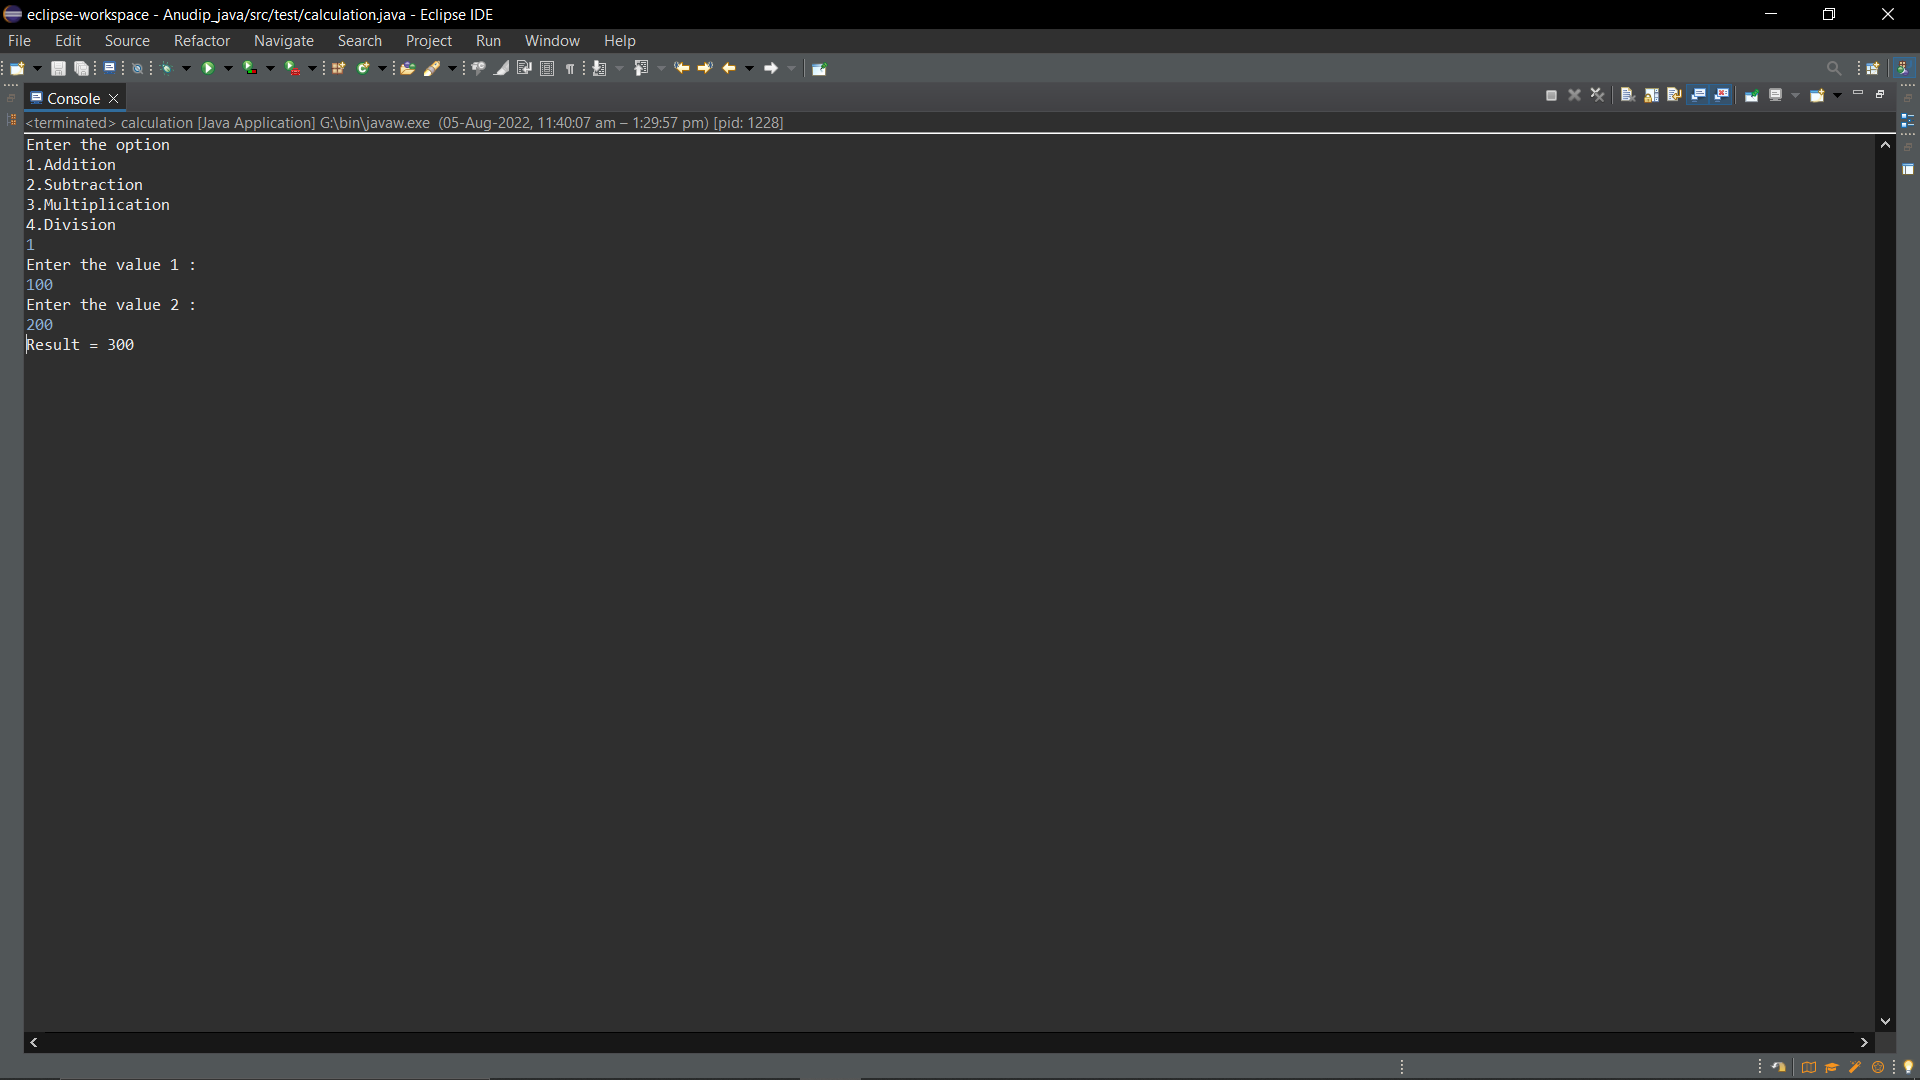 eclipse-workspace - Anudip_java/src/test/calculation.java - Eclipse IDE
File Edit Source Refactor Navigate Search Project Run Window Help
Console
<terminated> calculation [Java Application] G:\bin\javaw.exe (05-Aug-2022, 11:40:07 am – 1:29:57 pm) [pid: 1228]
Enter the option
1.Addition
2.Subtraction
3.Multiplication
4.Division
1
Enter the value 1 :
100
Enter the value 2 :
200
Result = 300